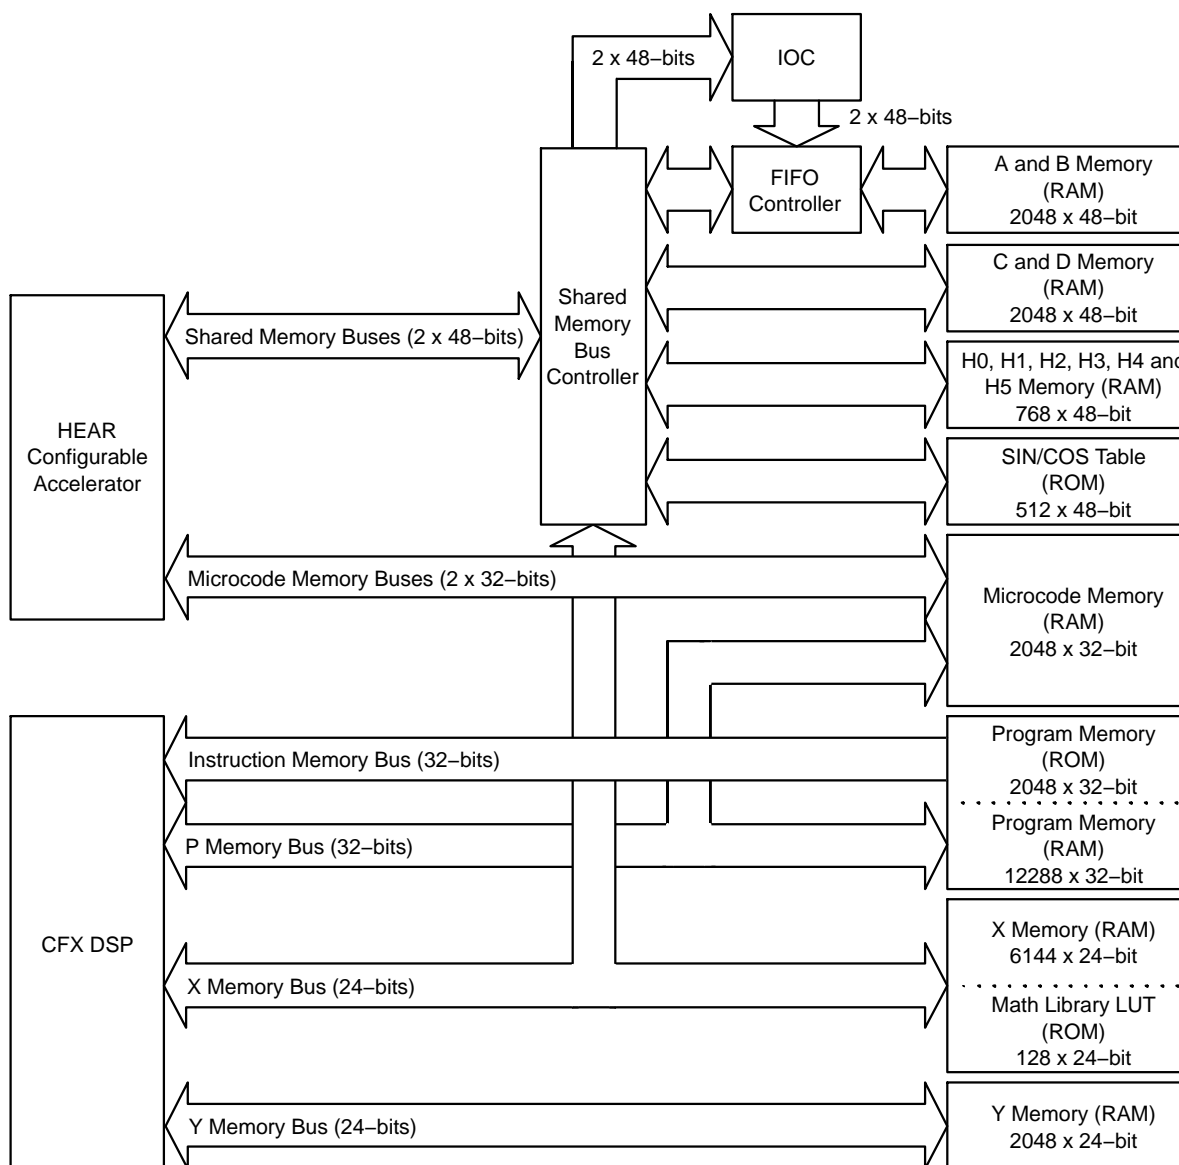 2 x 48−bits
IOC
2 x 48−bits
FIFO
Controller
A and B Memory
(RAM)
2048 x 48−bit
C and D Memory
(RAM)
2048 x 48−bit
Shared
Memory
Bus
Controller
Shared Memory Buses (2 x 48−bits)
H0, H1, H2, H3, H4 and
H5 Memory (RAM)
768 x 48−bit
HEAR
Configurable
Accelerator
SIN/COS Table
(ROM)
512 x 48−bit
Microcode Memory Buses (2 x 32−bits)
Microcode Memory
(RAM)
2048 x 32−bit
Instruction Memory Bus (32−bits)
Program Memory
(ROM)
2048 x 32−bit
P Memory Bus (32−bits)
Program Memory
(RAM)
12288 x 32−bit
CFX DSP
X Memory (RAM)
6144 x 24−bit
X Memory Bus (24−bits)
Math Library LUT
(ROM)
128 x 24−bit
Y Memory Bus (24−bits)
Y Memory (RAM)
2048 x 24−bit